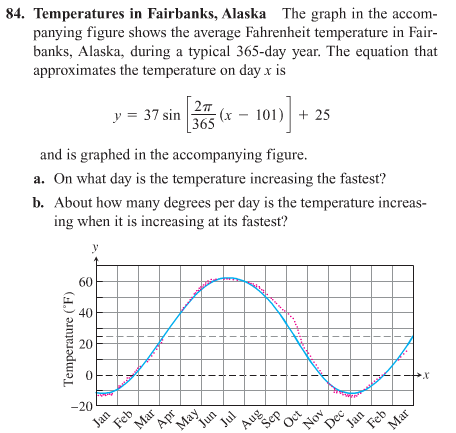 84. Temperatures in Fairbanks, Alaska The graph in the accom-
panying figure shows the average Fahrenheit temperature in Fair-
banks, Alaska, during a typical 365-day year. The equation that
approximates the temperature on day x is
y = 37 sin [2π/365 (x − 101)] + 25
and is graphed in the accompanying figure.
a. On what day is the temperature increasing the fastest?
b. About how many degrees per day is the temperature increas-
ing when it is increasing at its fastest?
y
60
40
20
0
−20
Temperature (°F)
x
Jan Feb Mar Apr May Jun Jul Aug Sep Oct Nov Dec Jan Feb Mar